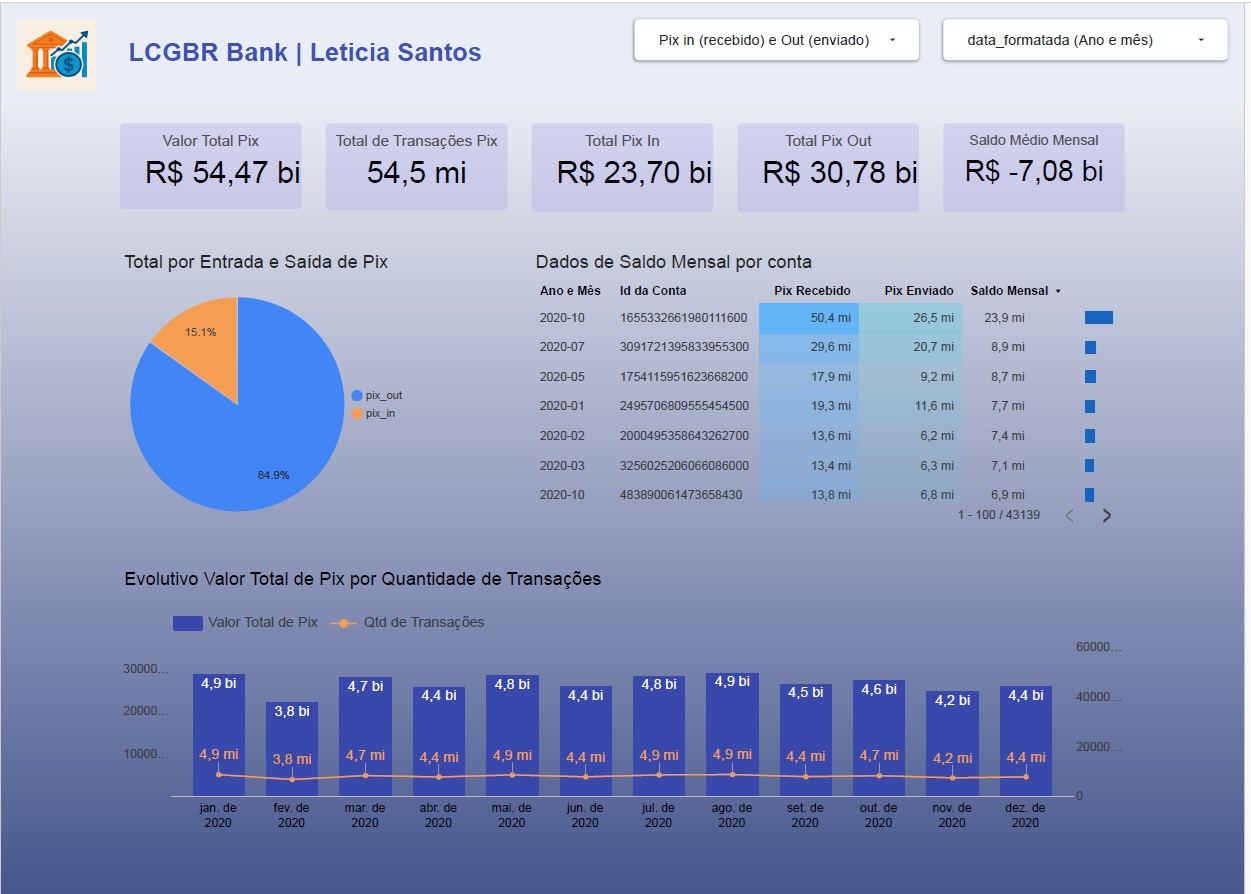 LCGBR Bank | Leticia Santos
Pix in (recebido) e Out (enviado)
data_formatada (Ano e mês)
Valor Total Pix
R$ 54,47 bi
Total de Transações Pix
54,5 mi
Total Pix In
R$ 23,70 bi
Total Pix Out
R$ 30,78 bi
Saldo Médio Mensal
R$ -7,08 bi
Total por Entrada e Saída de Pix
15.1%
84.9%
pix_out
pix_in
Dados de Saldo Mensal por conta
Ano e Mês Id da Conta Pix Recebido Pix Enviado Saldo Mensal
2020-10 1655332661980111600 50,4 mi 26,5 mi 23,9 mi
2020-07 3091721395833955300 29,6 mi 20,7 mi 8,9 mi
2020-05 1754115951623668200 17,9 mi 9,2 mi 8,7 mi
2020-01 2495706809555454500 19,3 mi 11,6 mi 7,7 mi
2020-02 2000495358643262700 13,6 mi 6,2 mi 7,4 mi
2020-03 3256025206066086000 13,4 mi 6,3 mi 7,1 mi
2020-10 483890061473658430 13,8 mi 6,8 mi 6,9 mi
1 - 100 / 43139
Evolutivo Valor Total de Pix por Quantidade de Transações
Valor Total de Pix Qtd de Transações
30000...
20000...
10000...
60000...
40000...
20000...
0
4,9 bi 3,8 bi 4,7 bi 4,4 bi 4,8 bi 4,4 bi 4,8 bi 4,9 bi 4,5 bi 4,6 bi 4,2 bi 4,4 bi
4,9 mi 3,8 mi 4,7 mi 4,4 mi 4,9 mi 4,4 mi 4,9 mi 4,9 mi 4,4 mi 4,7 mi 4,2 mi 4,4 mi
jan. de fev. de mar. de abr. de mai. de jun. de jul. de ago. de set. de out. de nov. de dez. de
2020 2020 2020 2020 2020 2020 2020 2020 2020 2020 2020 2020